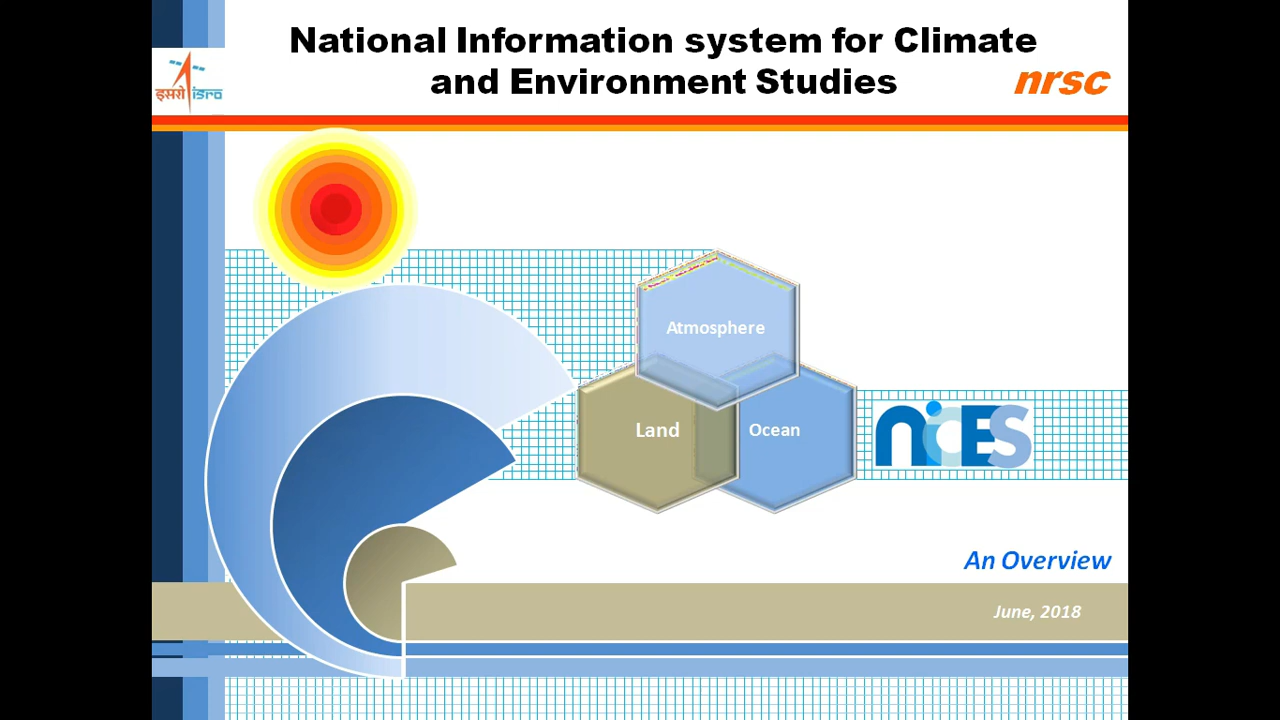 National Information system for Climate
and Environment Studies
इसरो isro
nrsc
Atmosphere
Land
Ocean
NICES
An Overview
June, 2018